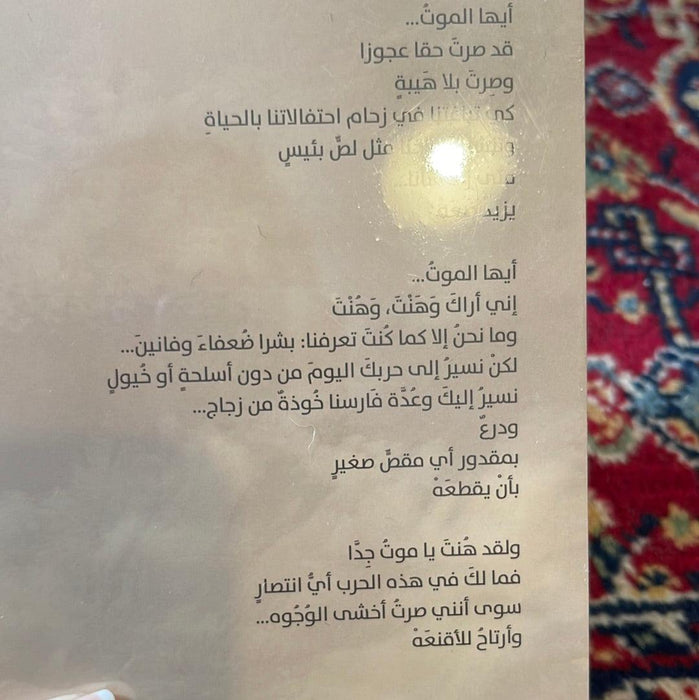 أيها الموتُ...
قد صرتَ حقا عجوزا
وصرتَ بلا هَيبةٍ
كي تباغتنا في زحام احتفالاتنا بالحياةِ
مثل لصٍّ بئيسٍ
يزيد
أيها الموتُ...
إني أراكَ وَهَنْتَ، وَهُنْتَ
وما نحنُ إلا كما كُنتَ تعرفنا: بشرا ضُعفاءَ وفانينَ...
لكنْ نسيرُ إلى حربكَ اليومَ من دون أسلحةٍ أو خُيولٍ
نسيرُ إليكَ وعُدَّة فَارسنا خُوذةٌ من زجاج...
ودرعٌ
بمقدور أي مقصٍّ صغيرٍ
بأنْ يقطعَهْ
ولقد هُنتَ يا موتُ جِدَّا
فما لكَ في هذه الحرب أيُّ انتصارٍ
سوى أنني صرتُ أخشى الوُجُوه...
وأرتاحُ للأقنعَهْ